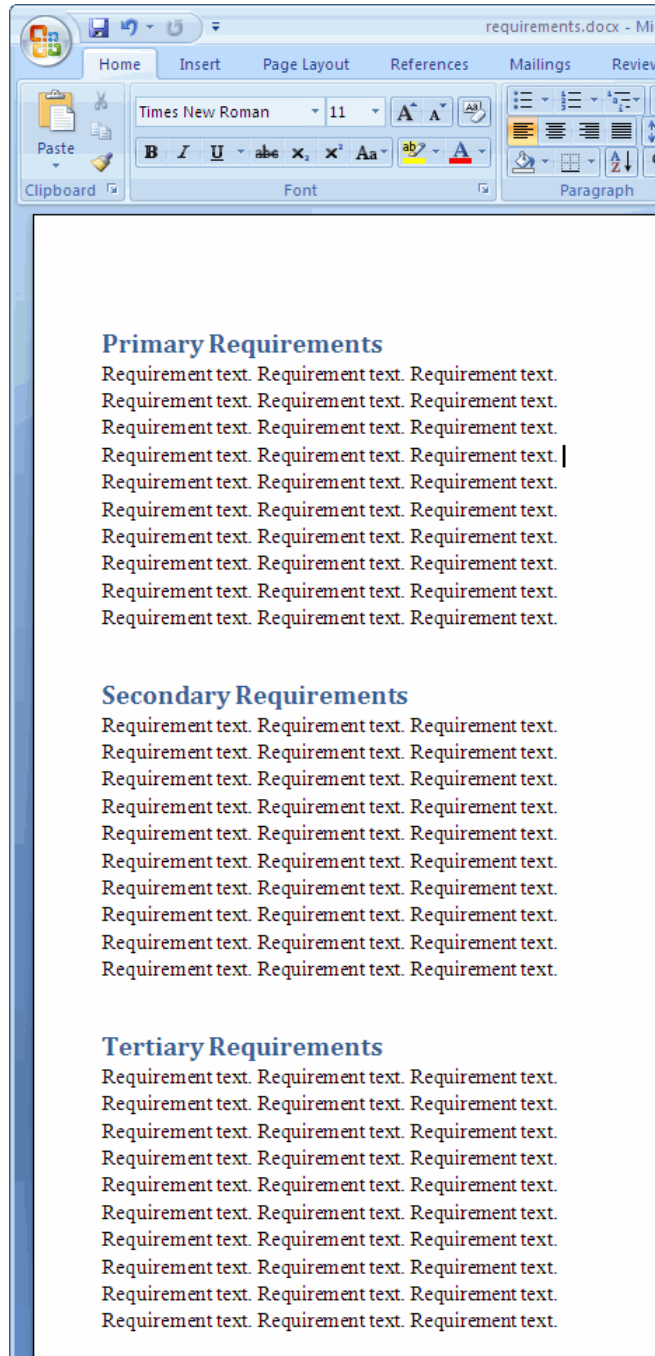 requirements.docx - Mi
Home Insert Page Layout References Mailings Review
Times New Roman 11 A A Aa
Paste B I U abc x₂ x² Aa ab A
Clipboard Font Paragraph
Primary Requirements
Requirement text. Requirement text. Requirement text.
Requirement text. Requirement text. Requirement text.
Requirement text. Requirement text. Requirement text.
Requirement text. Requirement text. Requirement text.
Requirement text. Requirement text. Requirement text.
Requirement text. Requirement text. Requirement text.
Requirement text. Requirement text. Requirement text.
Requirement text. Requirement text. Requirement text.
Requirement text. Requirement text. Requirement text.
Requirement text. Requirement text. Requirement text.
Secondary Requirements
Requirement text. Requirement text. Requirement text.
Requirement text. Requirement text. Requirement text.
Requirement text. Requirement text. Requirement text.
Requirement text. Requirement text. Requirement text.
Requirement text. Requirement text. Requirement text.
Requirement text. Requirement text. Requirement text.
Requirement text. Requirement text. Requirement text.
Requirement text. Requirement text. Requirement text.
Requirement text. Requirement text. Requirement text.
Requirement text. Requirement text. Requirement text.
Tertiary Requirements
Requirement text. Requirement text. Requirement text.
Requirement text. Requirement text. Requirement text.
Requirement text. Requirement text. Requirement text.
Requirement text. Requirement text. Requirement text.
Requirement text. Requirement text. Requirement text.
Requirement text. Requirement text. Requirement text.
Requirement text. Requirement text. Requirement text.
Requirement text. Requirement text. Requirement text.
Requirement text. Requirement text. Requirement text.
Requirement text. Requirement text. Requirement text.